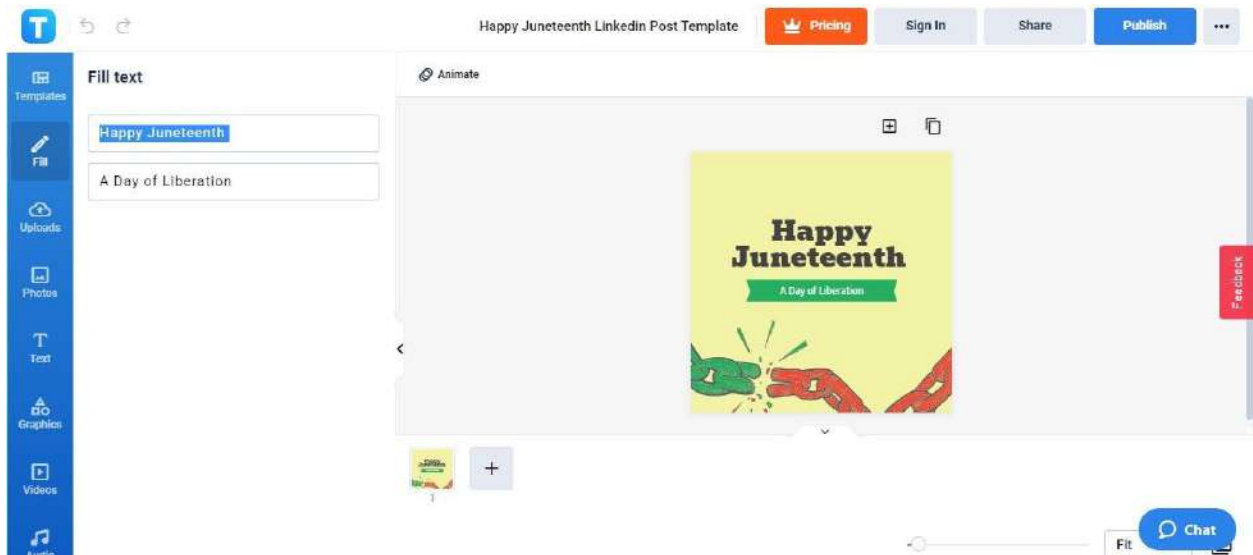 T
Happy Juneteenth Linkedin Post Template
Pricing
Sign In
Share
Publish
Templates
Fill
Uploads
Photos
Text
Graphics
Videos
Audio
Fill text
Happy Juneteenth
A Day of Liberation
Animate
Happy
Juneteenth
A Day of Liberation
Feedback
1
Fit
Chat